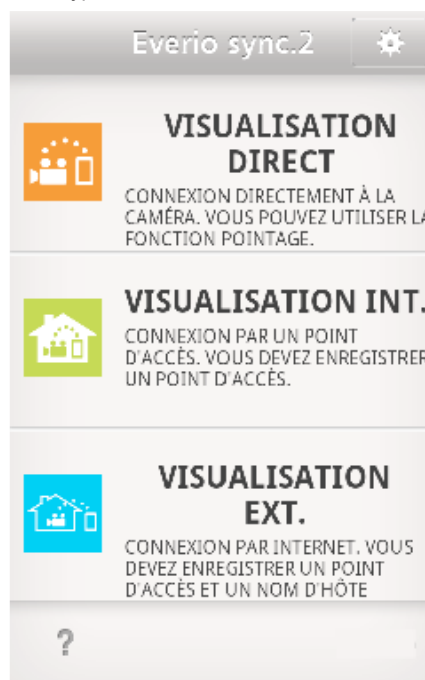 Everio sync.2
VISUALISATION
DIRECT
CONNEXION DIRECTEMENT À LA
CAMÉRA. VOUS POUVEZ UTILISER LA
FONCTION POINTAGE.
VISUALISATION INT.
CONNEXION PAR UN POINT
D'ACCÈS. VOUS DEVEZ ENREGISTRER
UN POINT D'ACCÈS.
VISUALISATION
EXT.
CONNEXION PAR INTERNET. VOUS
DEVEZ ENREGISTRER UN POINT
D'ACCÈS ET UN NOM D'HÔTE
?